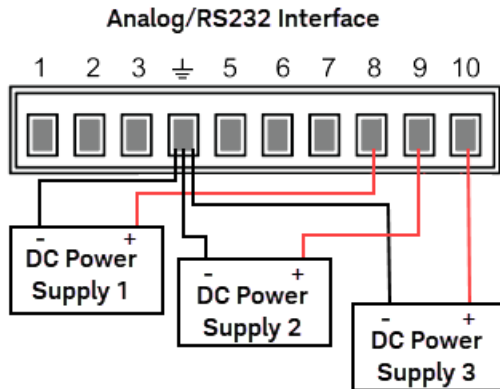 Analog/RS232 Interface
1 2 3 ⏚ 5 6 7 8 9 10
- +
DC Power
Supply 1
- +
DC Power
Supply 2
- +
DC Power
Supply 3